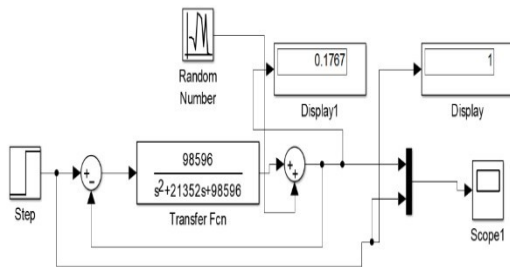 Random
Number
0.1767
Display1
1
Display
Step
+
-
98596
s2+21352s+98596
Transfer Fcn
+
+
Scope1